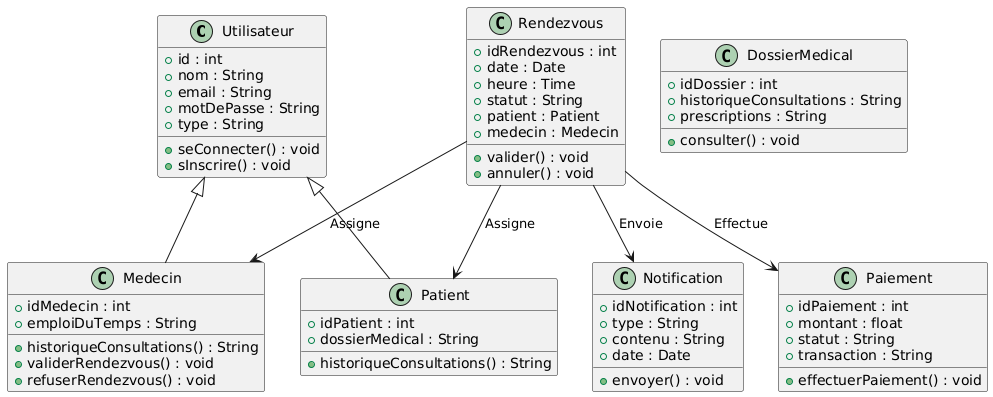 C Utilisateur
+ id : int
+ nom : String
+ email : String
+ motDePasse : String
+ type : String
+ seConnecter() : void
+ sInscrire() : void
C Rendezvous
+ idRendezvous : int
+ date : Date
+ heure : Time
+ statut : String
+ patient : Patient
+ medecin : Medecin
+ valider() : void
+ annuler() : void
C DossierMedical
+ idDossier : int
+ historiqueConsultations : String
+ prescriptions : String
+ consulter() : void
Assigne
Assigne
Envoie
Effectue
C Medecin
+ idMedecin : int
+ emploiDuTemps : String
+ historiqueConsultations() : String
+ validerRendezvous() : void
+ refuserRendezvous() : void
C Patient
+ idPatient : int
+ dossierMedical : String
+ historiqueConsultations() : String
C Notification
+ idNotification : int
+ type : String
+ contenu : String
+ date : Date
+ envoyer() : void
C Paiement
+ idPaiement : int
+ montant : float
+ statut : String
+ transaction : String
+ effectuerPaiement() : void